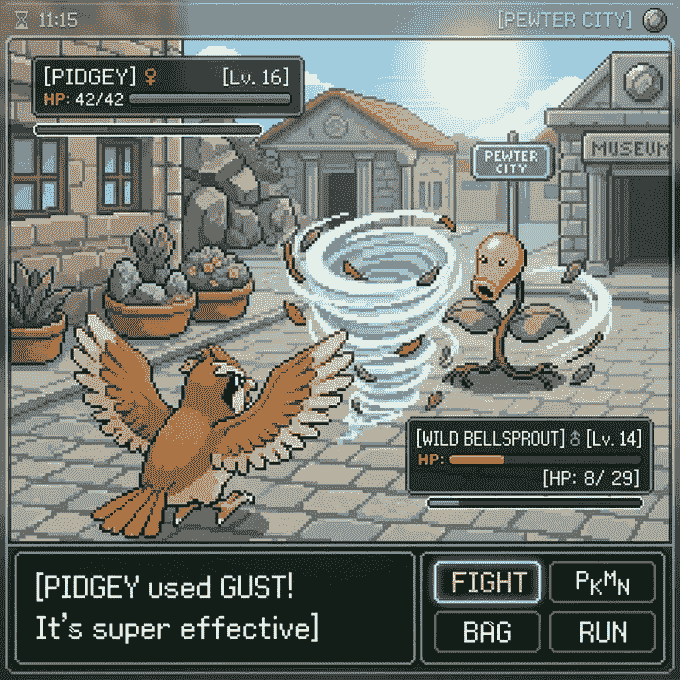 11:15
[PEWTER CITY]
[PIDGEY] ♀ [Lv. 16]
HP: 42/42
PEWTER
CITY
MUSEUM
[WILD BELLSPROUT] ♂ [Lv. 14]
HP:
[HP: 8/ 29]
[PIDGEY used GUST!
It's super effective]
FIGHT
PKMN
BAG
RUN